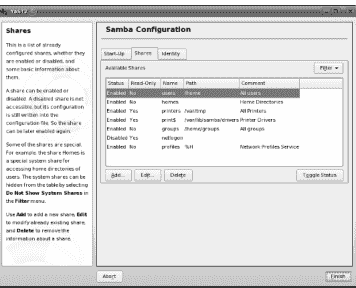 YaST2
Shares
This is a list of already
configured shares, whether they
are enabled or disabled, and
some basic information about
them.
A share can be enabled or
disabled. A disabled share is not
accessible, but its configuration
is still written into the
configuration file. So the share
can be later enabled again.
Some of the shares are special.
For example, the share Homes is
a special system share for
accessing home directories of
users. The system shares can be
hidden from the table by selecting
Do Not Show System Shares in
the Filter menu.
Use Add to add a new share, Edit
to modify already existing share,
and Delete to remove the
information about a share.
Samba Configuration
Start-Up Shares Identity
Available Shares Filter
Status Read-Only Name Path Comment
Enabled No users /home All users
Enabled No homes Home Directories
Enabled Yes printers /var/tmp All Printers
Enabled Yes print$ /var/lib/samba/drivers Printer Drivers
Enabled No groups /home/groups All groups
Disabled Yes netlogon
Enabled No profiles %H Network Profiles Service
Add... Edit... Delete Toggle Status
Abort Finish